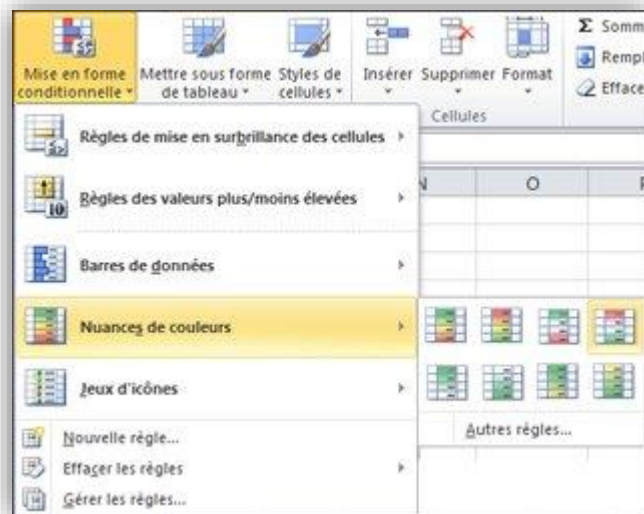 Mise en forme conditionnelle
Mettre sous forme de tableau
Styles de cellules
Insérer
Supprimer
Format
Σ Somm
Rempl
Efface
Cellules
N
O
Règles de mise en surbrillance des cellules
Règles des valeurs plus/moins élevées
Barres de données
Nuances de couleurs
Jeux d'icônes
Nouvelle règle...
Effacer les règles
Gérer les règles...
Autres règles...